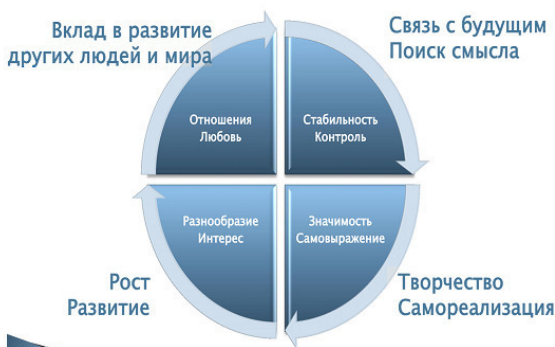 Вклад в развитие
других людей и мира
Связь с будущим
Поиск смысла
Отношения
Любовь
Стабильность
Контроль
Разнообразие
Интерес
Значимость
Самовыражение
Рост
Развитие
Творчество
Самореализация